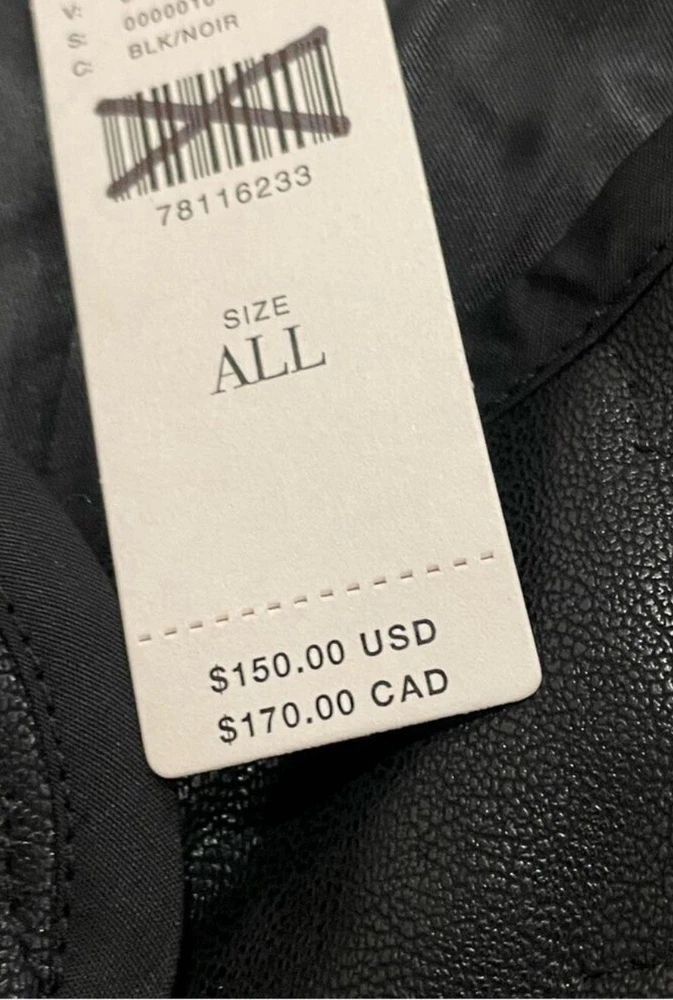 V:
S: 0000010
C: BLK/NOIR
78116233
SIZE
ALL
$150.00 USD
$170.00 CAD